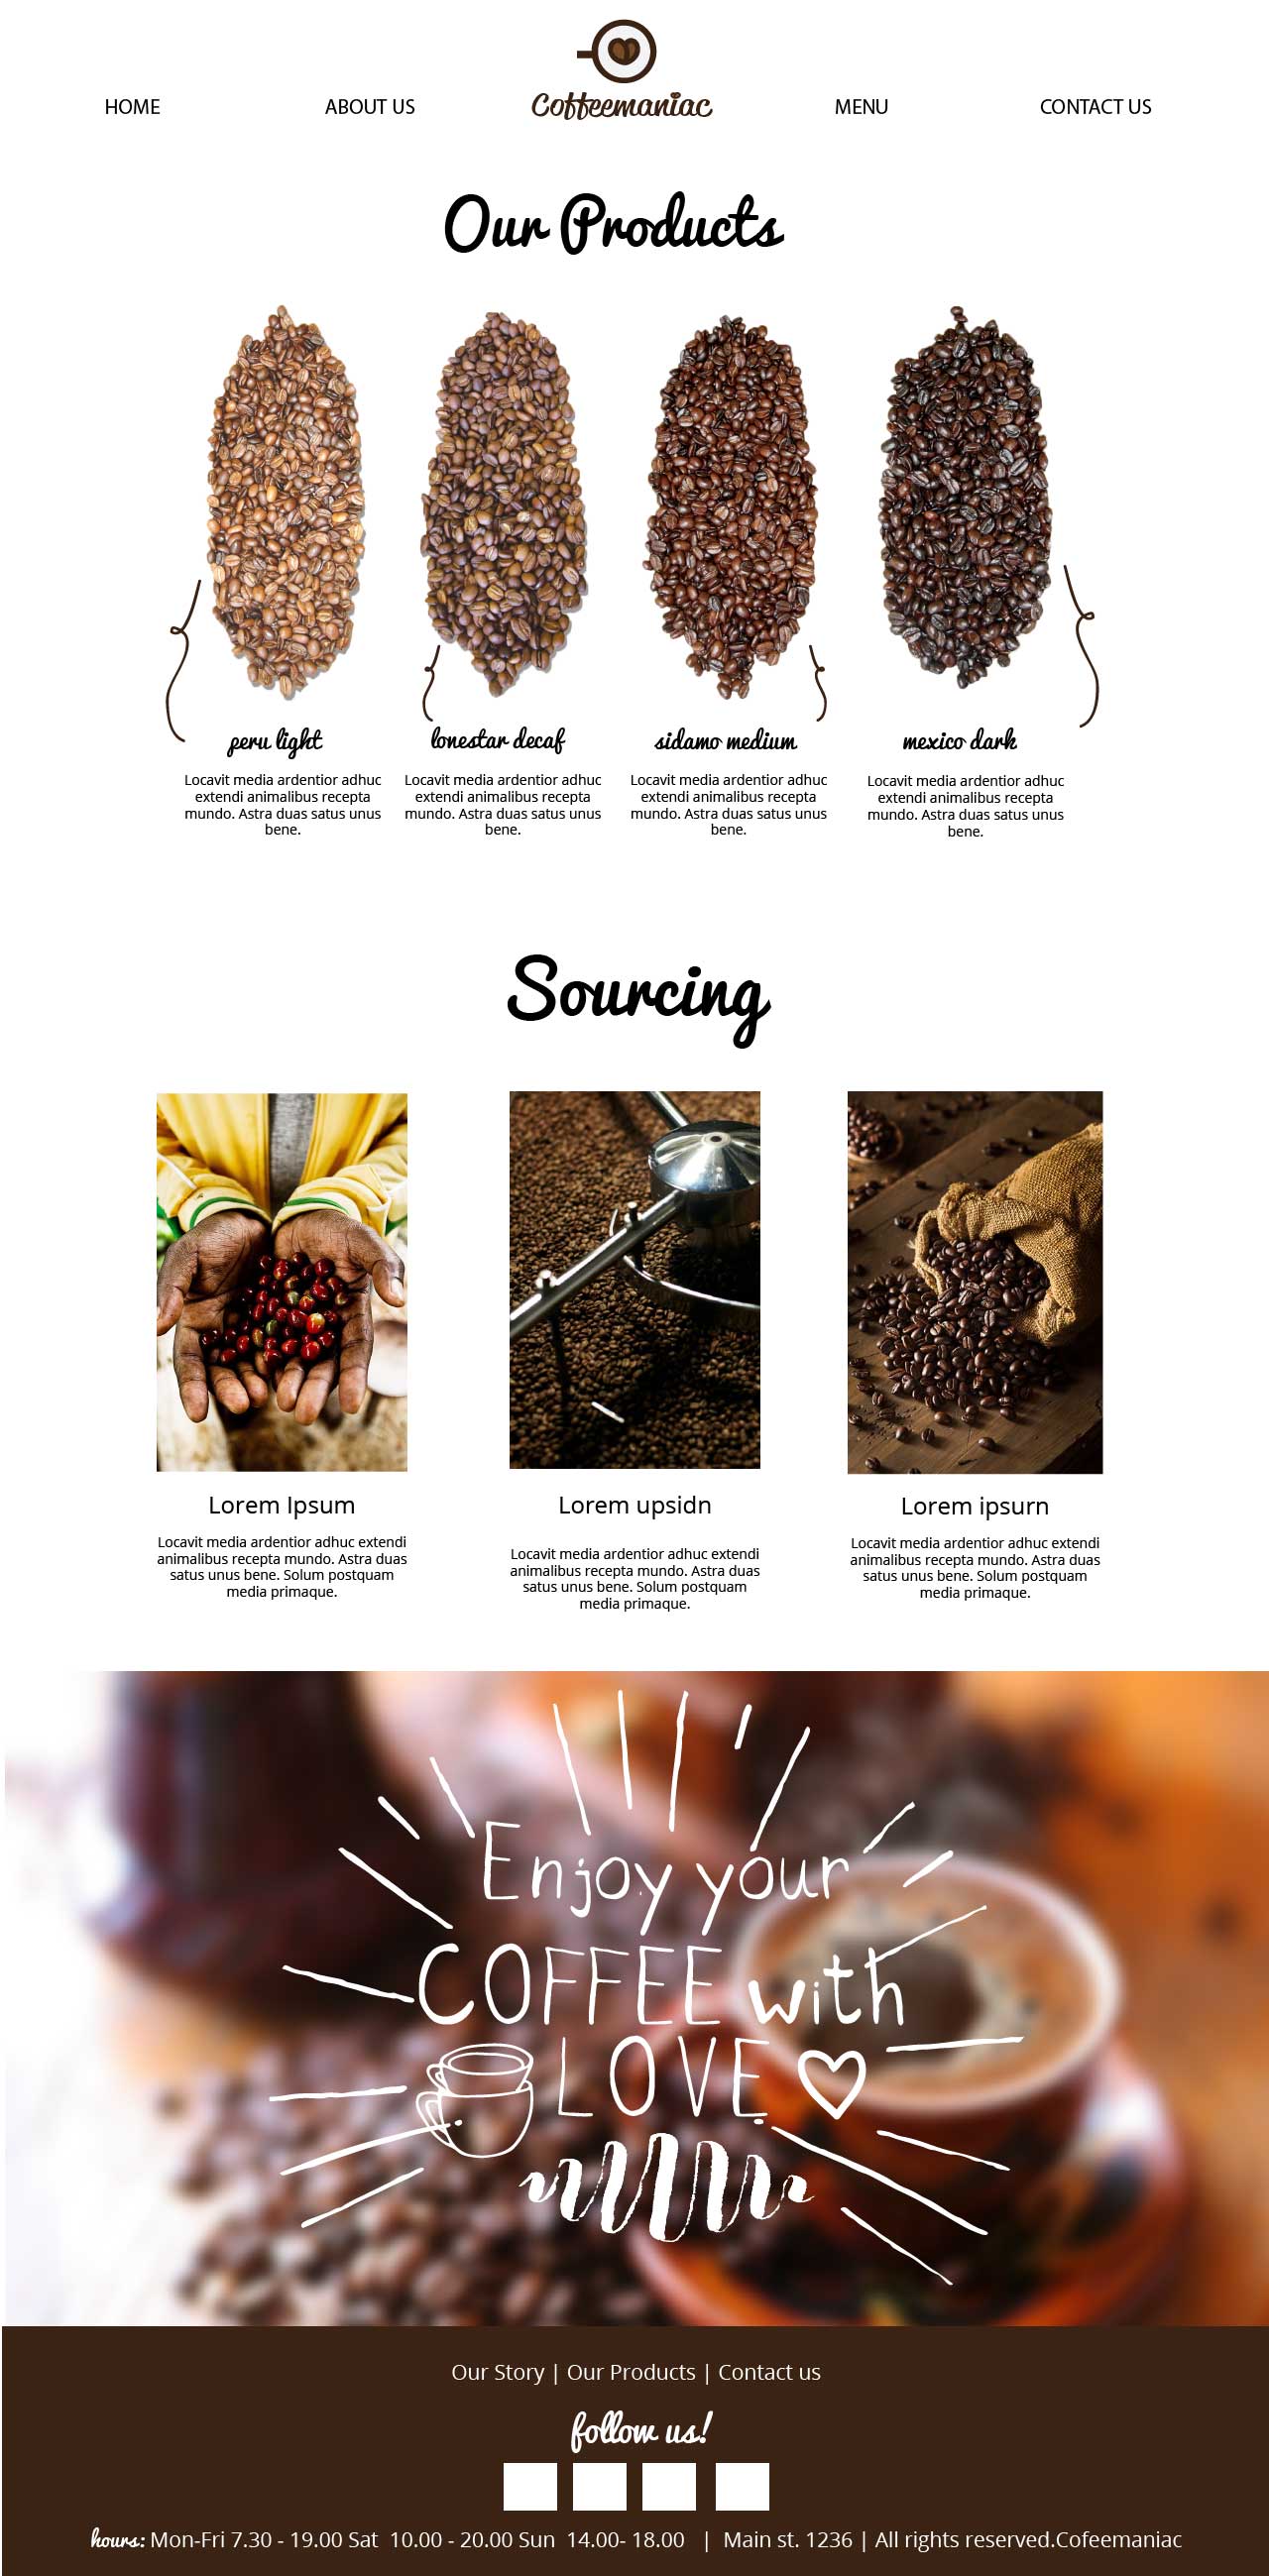 HOME
ABOUT US
Coffeemaniac
MENU
CONTACT US
Our Products
peru light
Locavit media ardentior adhuc
extendi animalibus recepta
mundo. Astra duas satus unus
bene.
lonestar decaf
Locavit media ardentior adhuc
extendi animalibus recepta
mundo. Astra duas satus unus
bene.
sidamo medium
Locavit media ardentior adhuc
extendi animalibus recepta
mundo. Astra duas satus unus
bene.
mexico dark
Locavit media ardentior adhuc
extendi animalibus recepta
mundo. Astra duas satus unus
bene.
Sourcing
Lorem Ipsum
Locavit media ardentior adhuc extendi
animalibus recepta mundo. Astra duas
satus unus bene. Solum postquam
media primaque.
Lorem upsidn
Locavit media ardentior adhuc extendi
animalibus recepta mundo. Astra duas
satus unus bene. Solum postquam
media primaque.
Lorem ipsurn
Locavit media ardentior adhuc extendi
animalibus recepta mundo. Astra duas
satus unus bene. Solum postquam
media primaque.
Enjoy your
COFFEE with
LOVE
Our Story | Our Products | Contact us
follow us!
hours: Mon-Fri 7.30 - 19.00 Sat  10.00 - 20.00 Sun  14.00- 18.00   |  Main st. 1236 | All rights reserved.Cofeemaniac